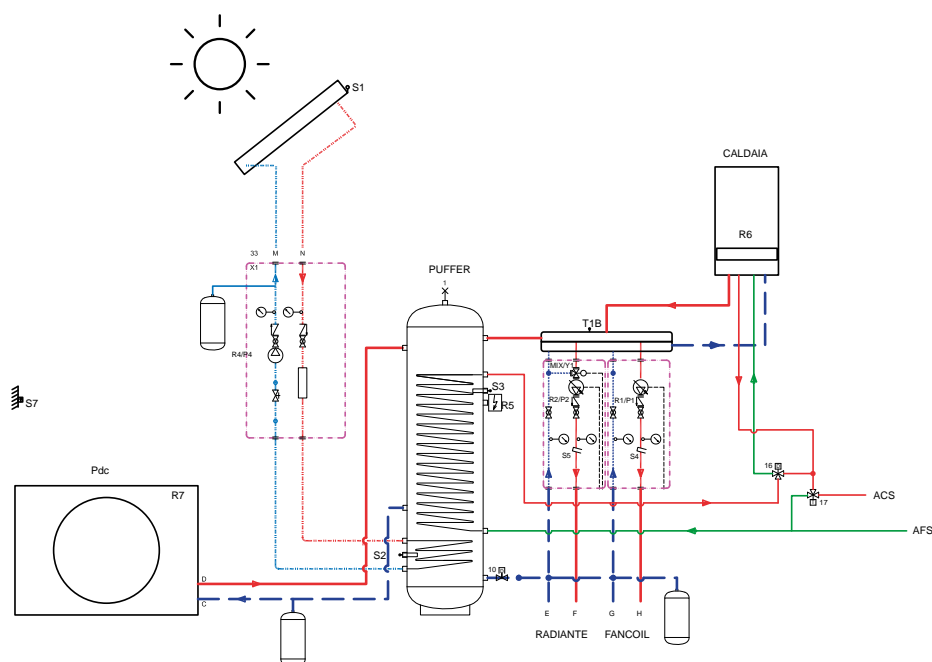 S1
CALDAIA
R6
33 M N
X1
PUFFER
1
T1B
R4/P4
MIX/Y1
S3
R5
R2/P2
R1/P1
S7
S5
S4
Pdc
R7
16
17
ACS
AFS
S2
10
D
C
E F G H
RADIANTE FANCOIL